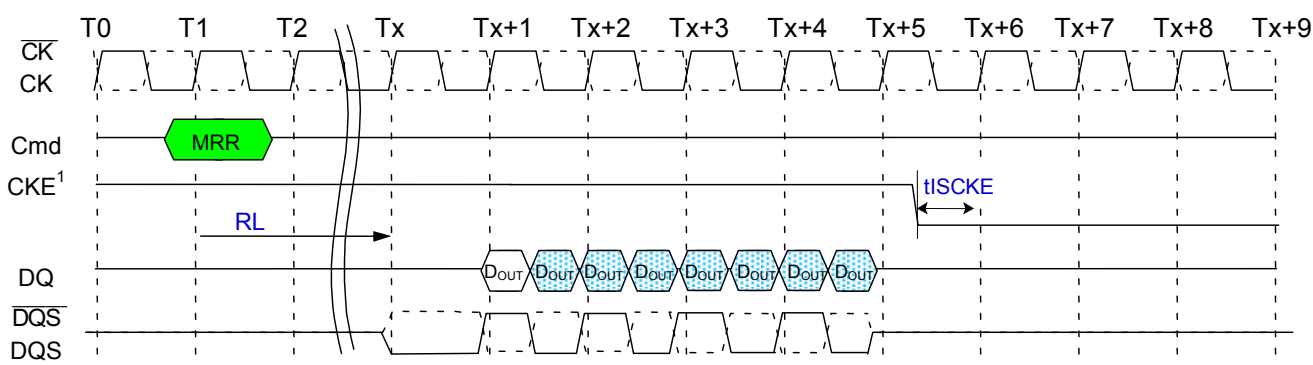 T0 T1 T2 Tx Tx+1 Tx+2 Tx+3 Tx+4 Tx+5 Tx+6 Tx+7 Tx+8 Tx+9
CK
CK
Cmd MRR
CKE1 tISCKE
RL
DQ DOUT DOUT DOUT DOUT DOUT DOUT DOUT DOUT
DQS
DQS